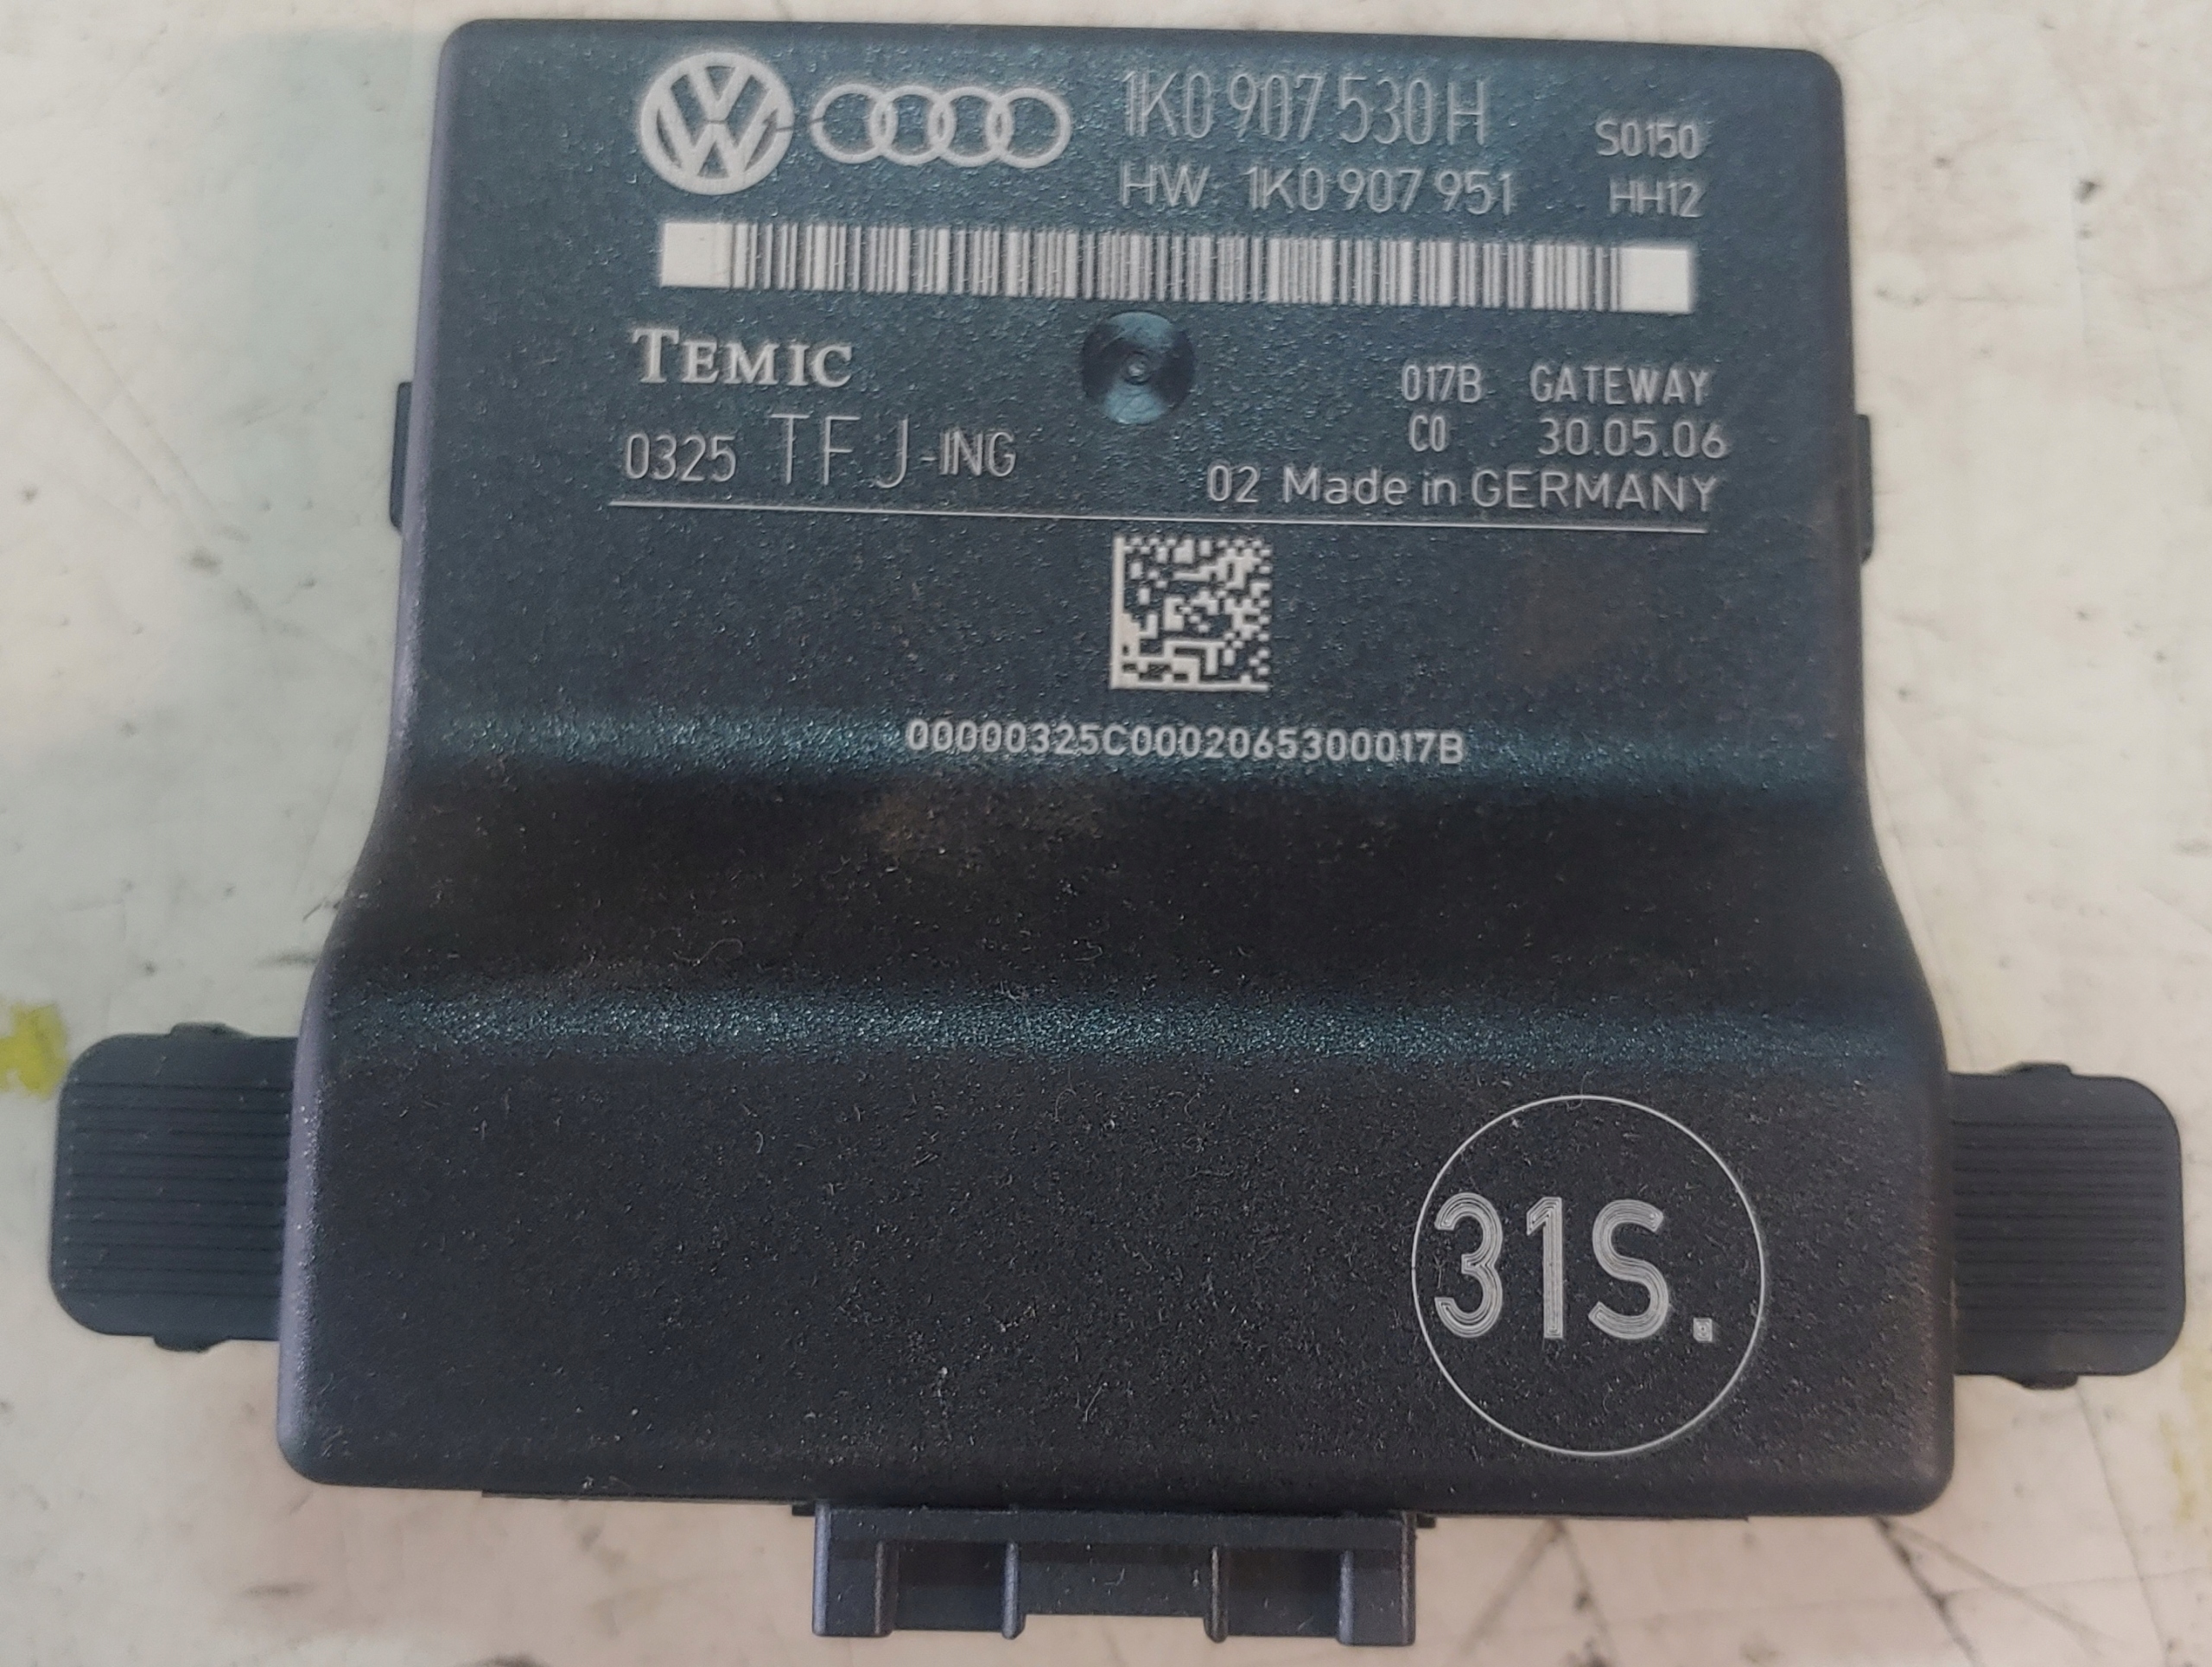 1K0 907 530 H S0150
HW 1K0 907 951 HH12
TEMIC
017B GATEWAY
0325 TFJ-ING C0 30.05.06
02 Made in GERMANY
00000325C0002065300017B
31S.